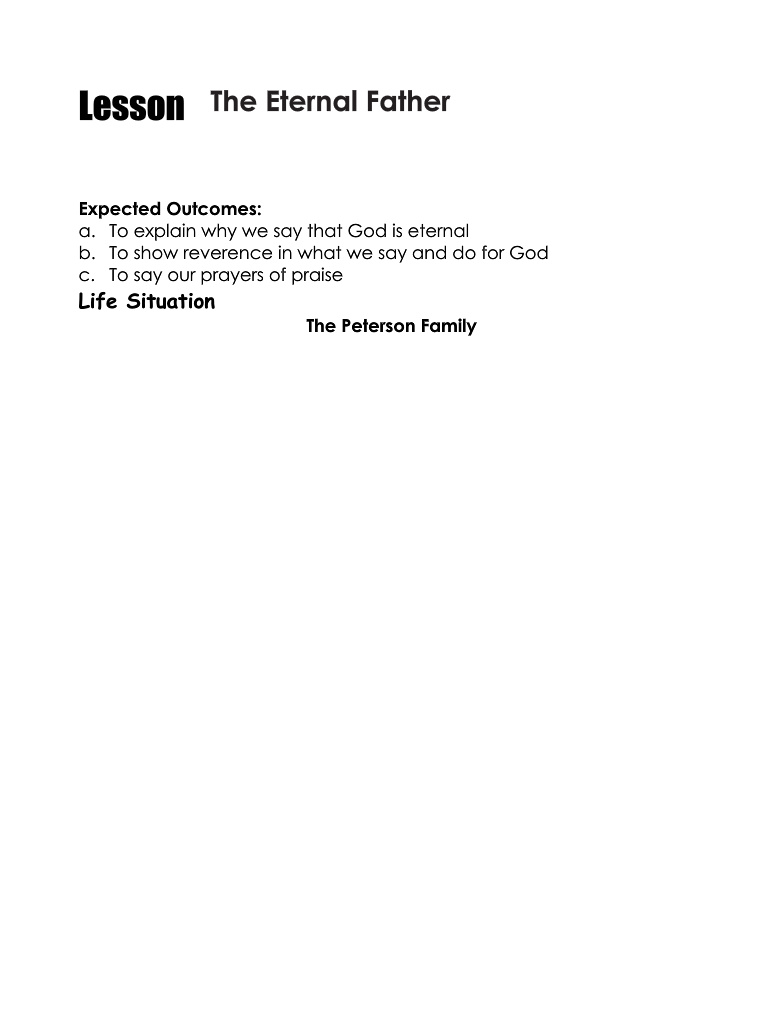 Lesson The Eternal Father
Expected Outcomes:
a. To explain why we say that God is eternal
b. To show reverence in what we say and do for God
c. To say our prayers of praise
Life Situation
The Peterson Family